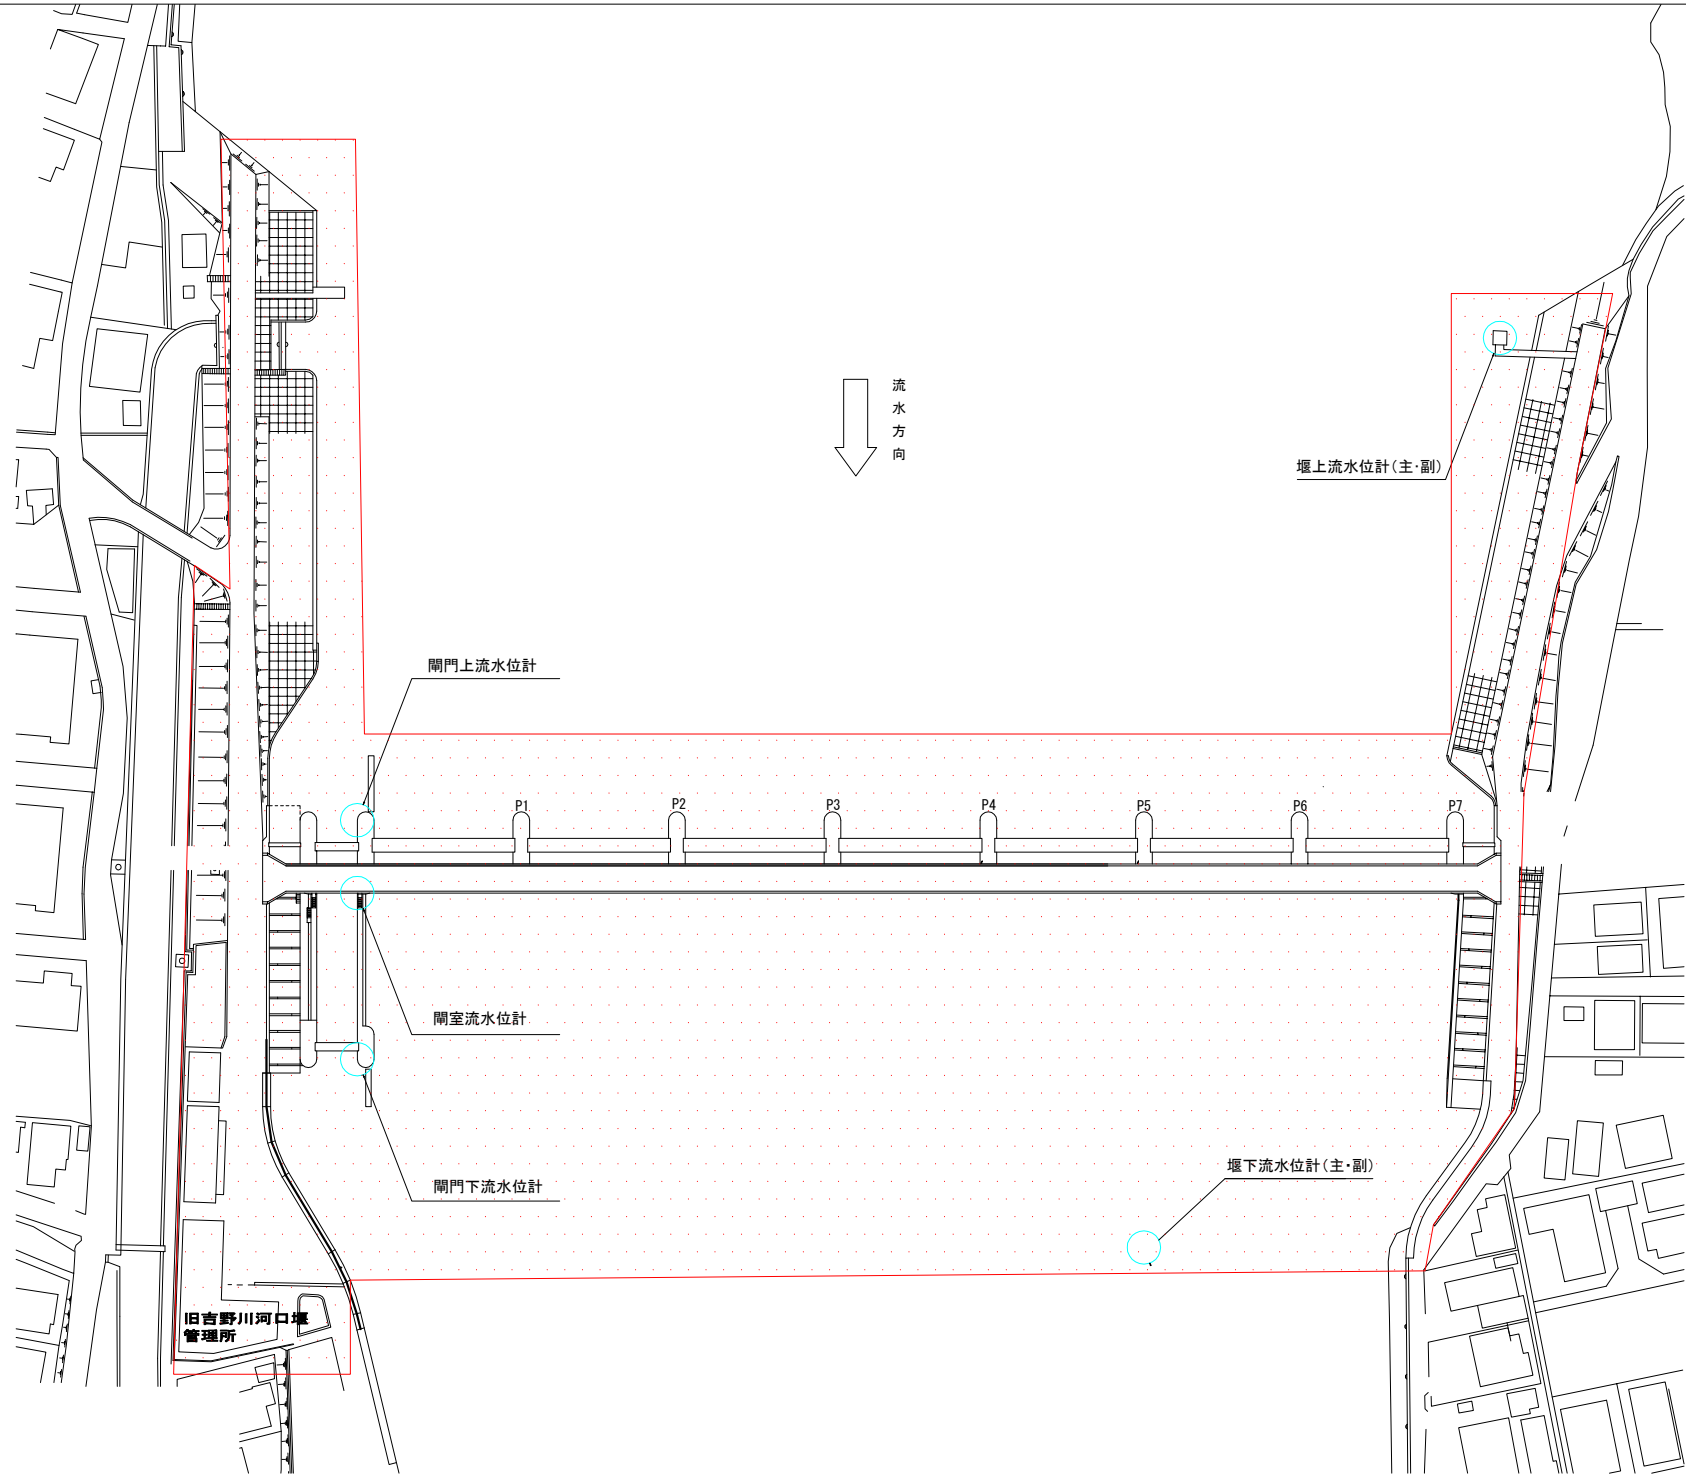 流
水
方
向
堰上流水位計(主・副)
閘門上流水位計
P1
P2
P3
P4
P5
P6
P7
閘室流水位計
堰下流水位計(主・副)
閘門下流水位計
旧吉野川河口堰
管理所